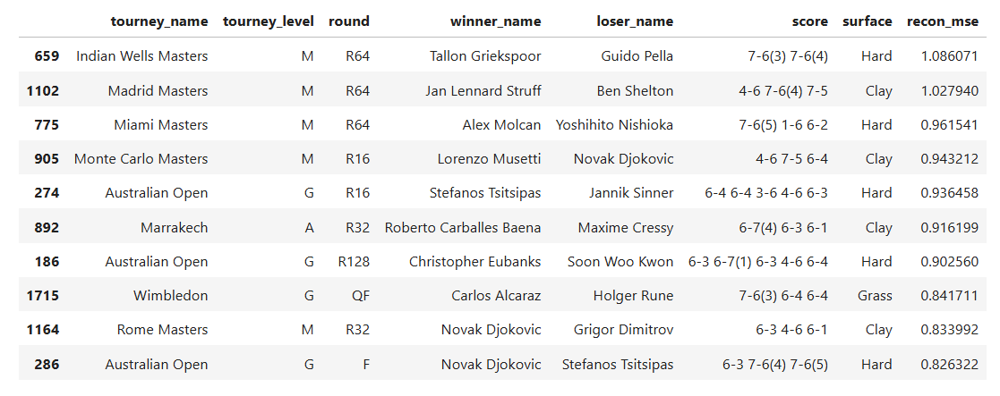 tourney_name tourney_level round winner_name loser_name score surface recon_mse
659 Indian Wells Masters M R64 Tallon Griekspoor Guido Pella 7-6(3) 7-6(4) Hard 1.086071
1102 Madrid Masters M R64 Jan Lennard Struff Ben Shelton 4-6 7-6(4) 7-5 Clay 1.027940
775 Miami Masters M R64 Alex Molcan Yoshihito Nishioka 7-6(5) 1-6 6-2 Hard 0.961541
905 Monte Carlo Masters M R16 Lorenzo Musetti Novak Djokovic 4-6 7-5 6-4 Clay 0.943212
274 Australian Open G R16 Stefanos Tsitsipas Jannik Sinner 6-4 6-4 3-6 4-6 6-3 Hard 0.936458
892 Marrakech A R32 Roberto Carballes Baena Maxime Cressy 6-7(4) 6-3 6-1 Clay 0.916199
186 Australian Open G R128 Christopher Eubanks Soon Woo Kwon 6-3 6-7(1) 6-3 4-6 6-4 Hard 0.902560
1715 Wimbledon G QF Carlos Alcaraz Holger Rune 7-6(3) 6-4 6-4 Grass 0.841711
1164 Rome Masters M R32 Novak Djokovic Grigor Dimitrov 6-3 4-6 6-1 Clay 0.833992
286 Australian Open G F Novak Djokovic Stefanos Tsitsipas 6-3 7-6(4) 7-6(5) Hard 0.826322